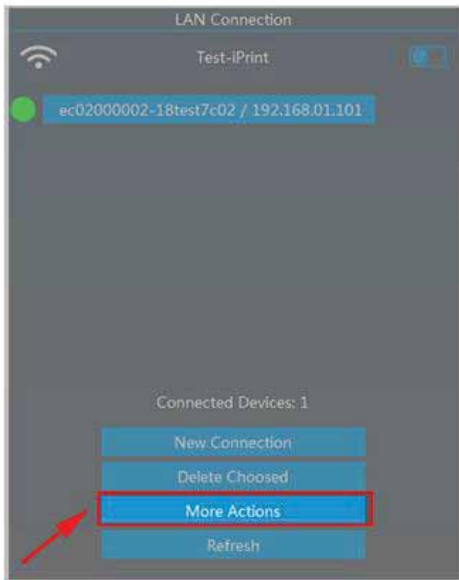 LAN Connection
Test-iPrint
ec02000002-18test7c02 / 192.168.01.101
Connected Devices: 1
New Connection
Delete Choosed
More Actions
Refresh